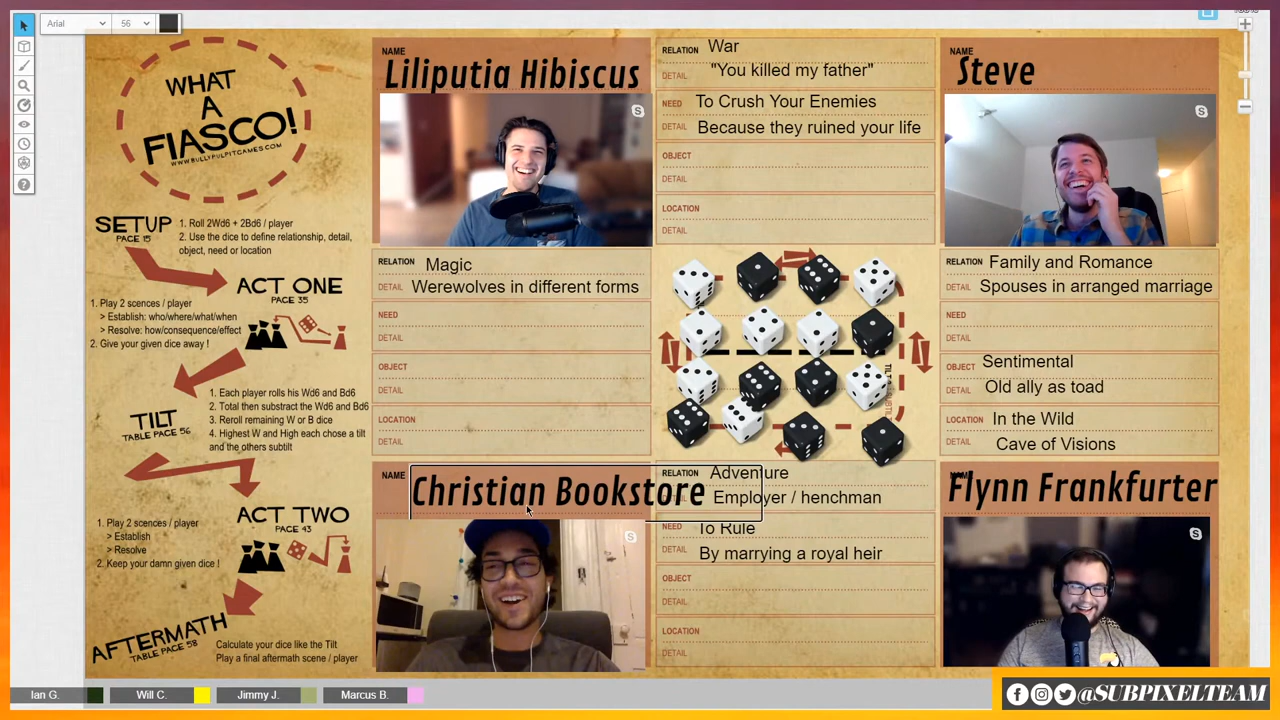 Arial
56
WHAT
A
FIASCO!
WWW.BULLYPULPITGAMES.COM
SETUP
PAGE 15
1. Roll 2Wd6 + 2Bd6 / player
2. Use the dice to define relationship, detail,
object, need or location
ACT ONE
PAGE 35
1. Play 2 scences / player
> Establish: who/where/what/when
> Resolve: how/consequence/effect
2. Give your given dice away !
TILT
TABLE PAGE 56
1. Each player rolls his Wd6 and Bd6
2. Total then substract the Wd6 and Bd6
3. Reroll remaining W or B dice
4. Highest W and High each chose a tilt
and the others subtilt
ACT TWO
PAGE 43
1. Play 2 scences / player
> Establish
> Resolve
2. Keep your damn given dice !
AFTERMATH
TABLE PAGE 58
Calculate your dice like the Tilt
Play a final aftermath scene / player
NAME
Liliputia Hibiscus
RELATION War
DETAIL "You killed my father"
NEED To Crush Your Enemies
DETAIL Because they ruined your life
OBJECT
DETAIL
LOCATION
DETAIL
NAME
Steve
RELATION Magic
DETAIL Werewolves in different forms
NEED
DETAIL
OBJECT
DETAIL
LOCATION
DETAIL
RELATION Family and Romance
DETAIL Spouses in arranged marriage
NEED
DETAIL
OBJECT Sentimental
DETAIL Old ally as toad
LOCATION In the Wild
DETAIL Cave of Visions
NAME
Christian Bookstore
RELATION Adventure
DETAIL Employer / henchman
NEED To Rule
DETAIL By marrying a royal heir
OBJECT
DETAIL
LOCATION
DETAIL
Flynn Frankfurter
Ian G.
Will C.
Jimmy J.
Marcus B.
@SUBPIXELTEAM